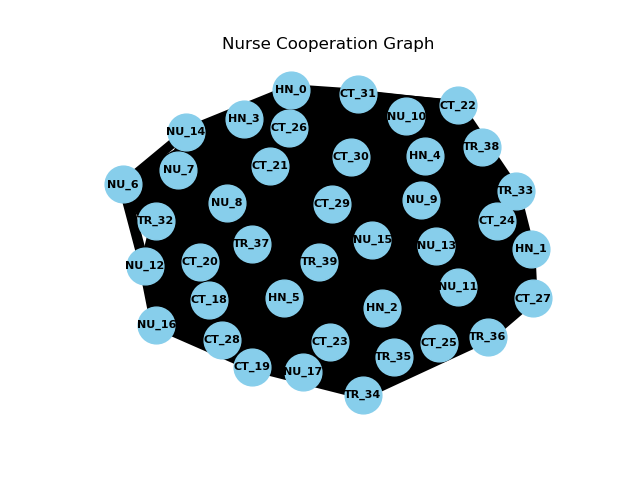 Nurse Cooperation Graph
HN_0
CT_31
CT_22
NU_10
HN_3
CT_26
NU_14
TR_38
CT_30
HN_4
CT_21
NU_7
NU_6
TR_33
NU_9
NU_8
CT_29
TR_32
CT_24
NU_15
TR_37
NU_13
HN_1
CT_20
TR_39
NU_12
NU_11
CT_18
HN_5
CT_27
HN_2
NU_16
TR_36
CT_28
CT_23
CT_25
TR_35
CT_19
NU_17
TR_34